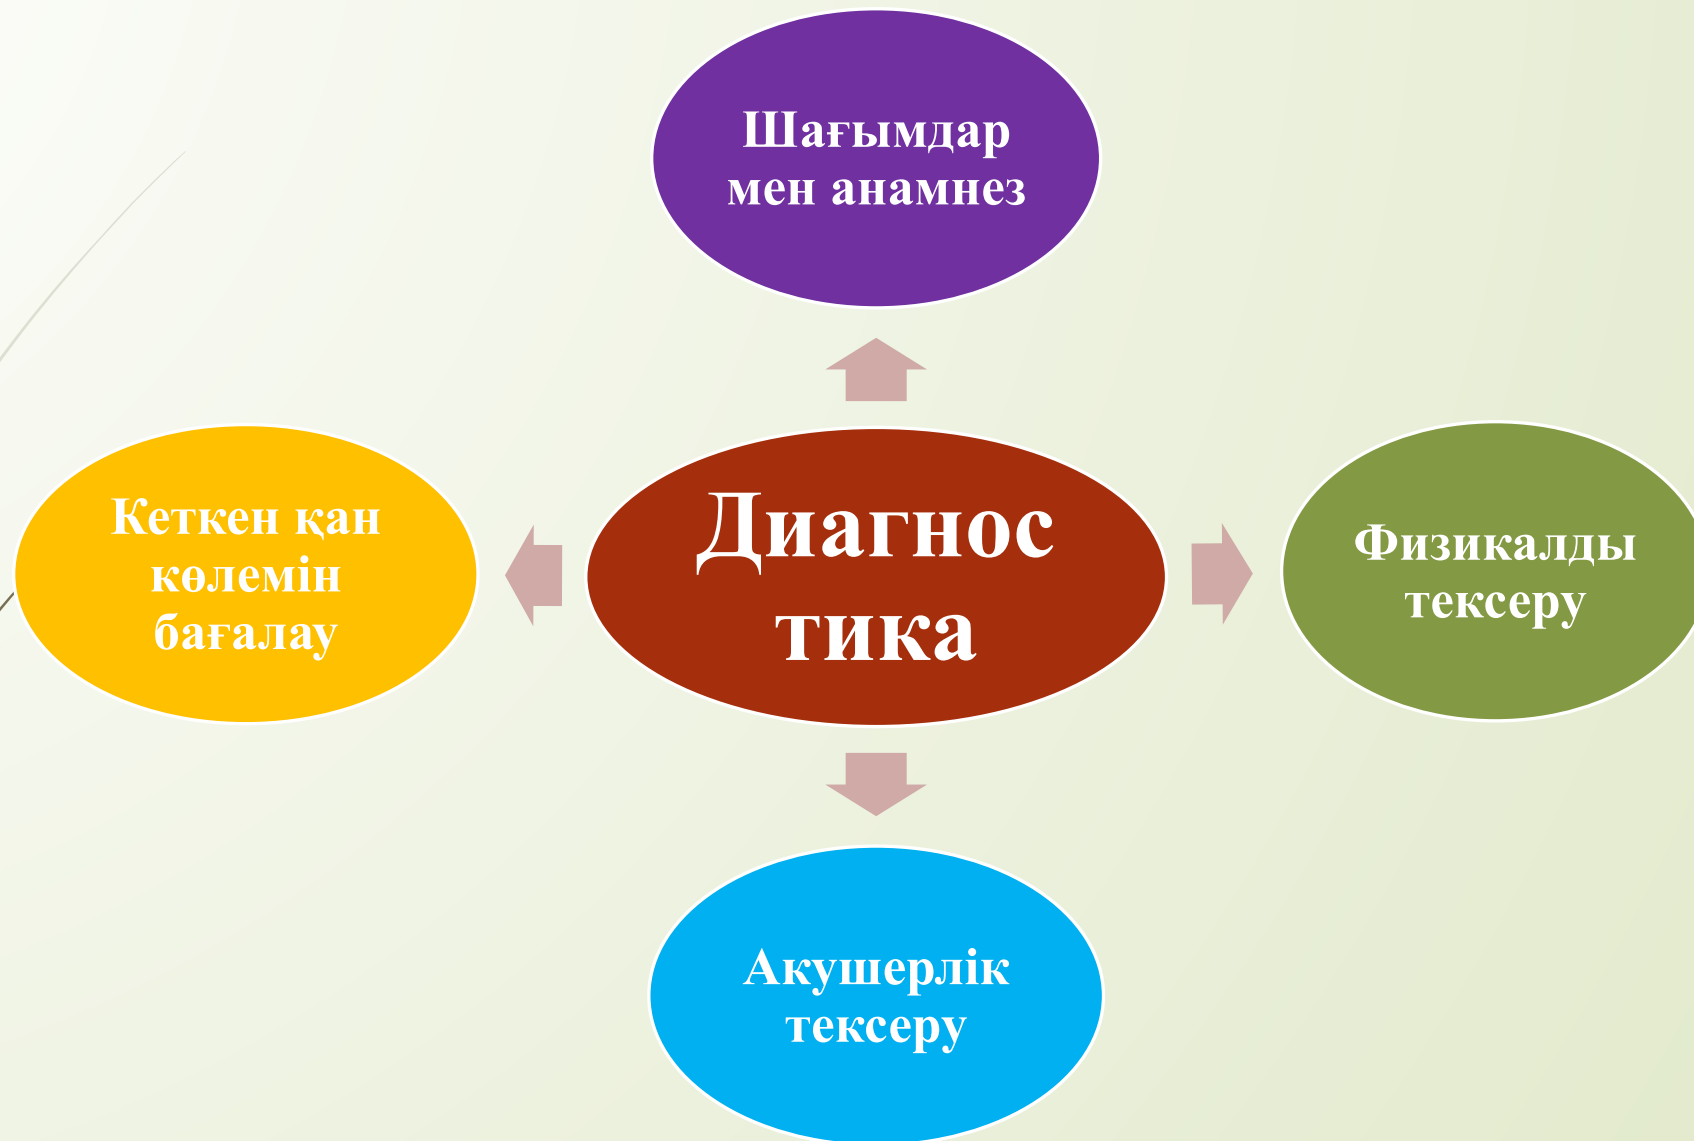 Шағымдар
мен анамнез
Кеткен қан
көлемін
бағалау
Диагнос
тика
Физикалды
тексеру
Акушерлік
тексеру